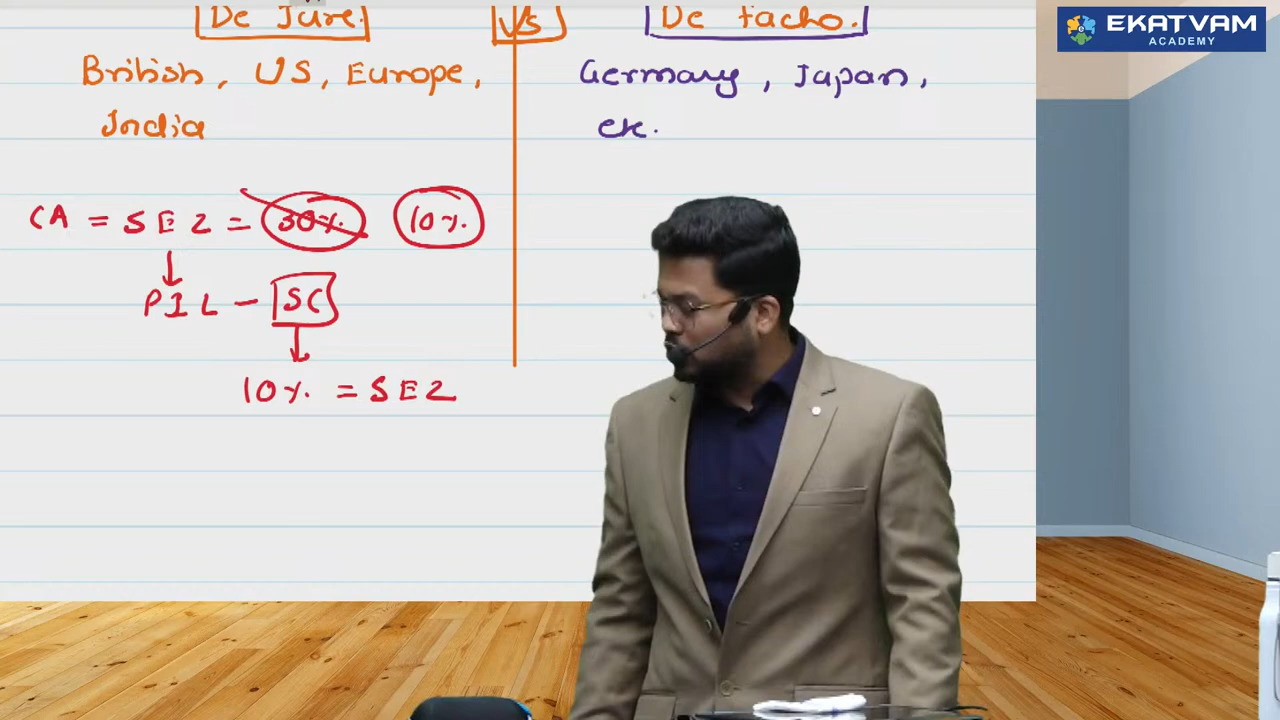 De Jure.
Vs
De facho.
EKATVAM
ACADEMY
British, US, Europe,
India
Germany, Japan,
etc.
CA = SEZ = 30%. 10%.
PIL - SC
10%. = SEZ